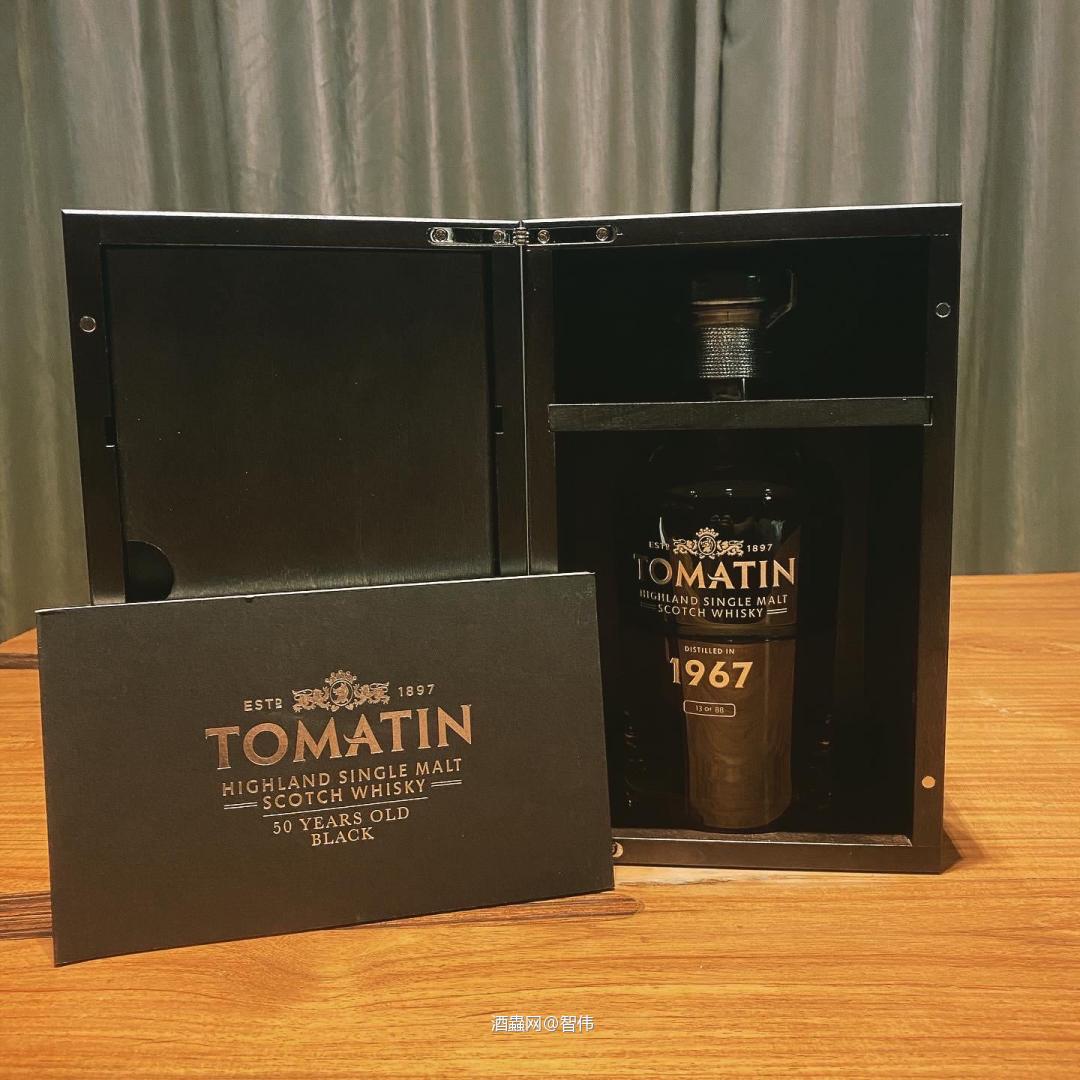 ESTD 1897
TOMATIN
HIGHLAND SINGLE MALT
SCOTCH WHISKY
DISTILLED IN
1967
13 OF 88
ESTD 1897
TOMATIN
HIGHLAND SINGLE MALT
SCOTCH WHISKY
50 YEARS OLD
BLACK
酒蟲网@智伟